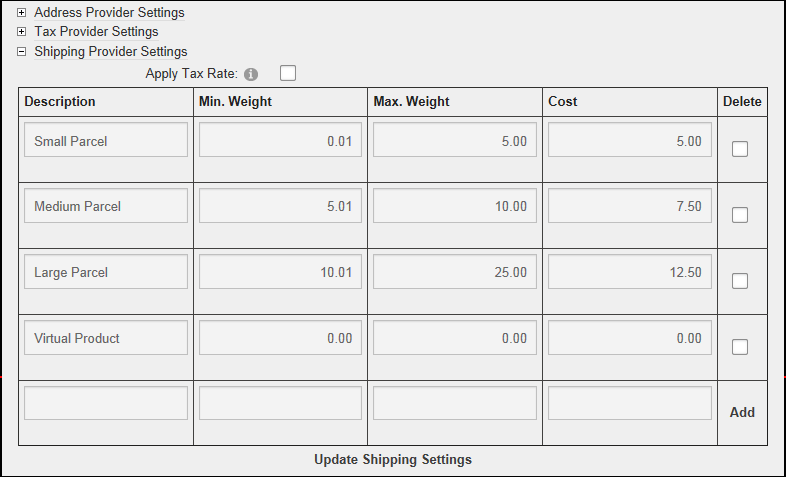 Address Provider Settings
Tax Provider Settings
Shipping Provider Settings
Apply Tax Rate:
Description Min. Weight Max. Weight Cost Delete
Small Parcel 0.01 5.00 5.00
Medium Parcel 5.01 10.00 7.50
Large Parcel 10.01 25.00 12.50
Virtual Product 0.00 0.00 0.00
Add
Update Shipping Settings